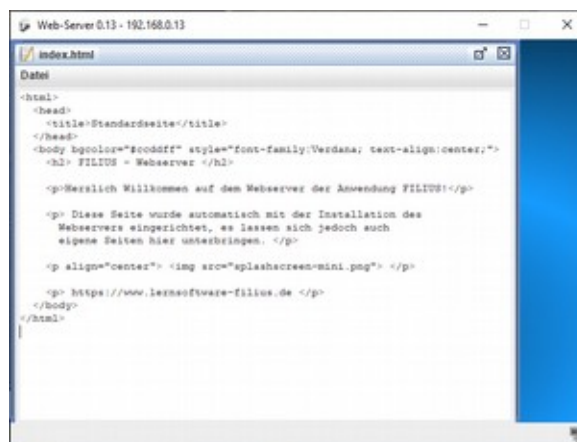 Web-Server 0.13 - 192.168.0.13
index.html
Datei
<html>
<head>
<title>Standardseite</title>
</head>
<body bgcolor="#ccddff" style="font-family:Verdana; text-align:center;">
<h2> FILIUS - Webserver </h2>
<p>Herzlich Willkommen auf dem Webserver der Anwendung FILIUS!</p>
<p> Diese Seite wurde automatisch mit der Installation des
Webservers eingerichtet, es lassen sich jedoch auch
eigene Seiten hier unterbringen. </p>
<p align="center"> <img src="splashscreen-mini.png"> </p>
<p> https://www.lernsoftware-filius.de </p>
</body>
</html>